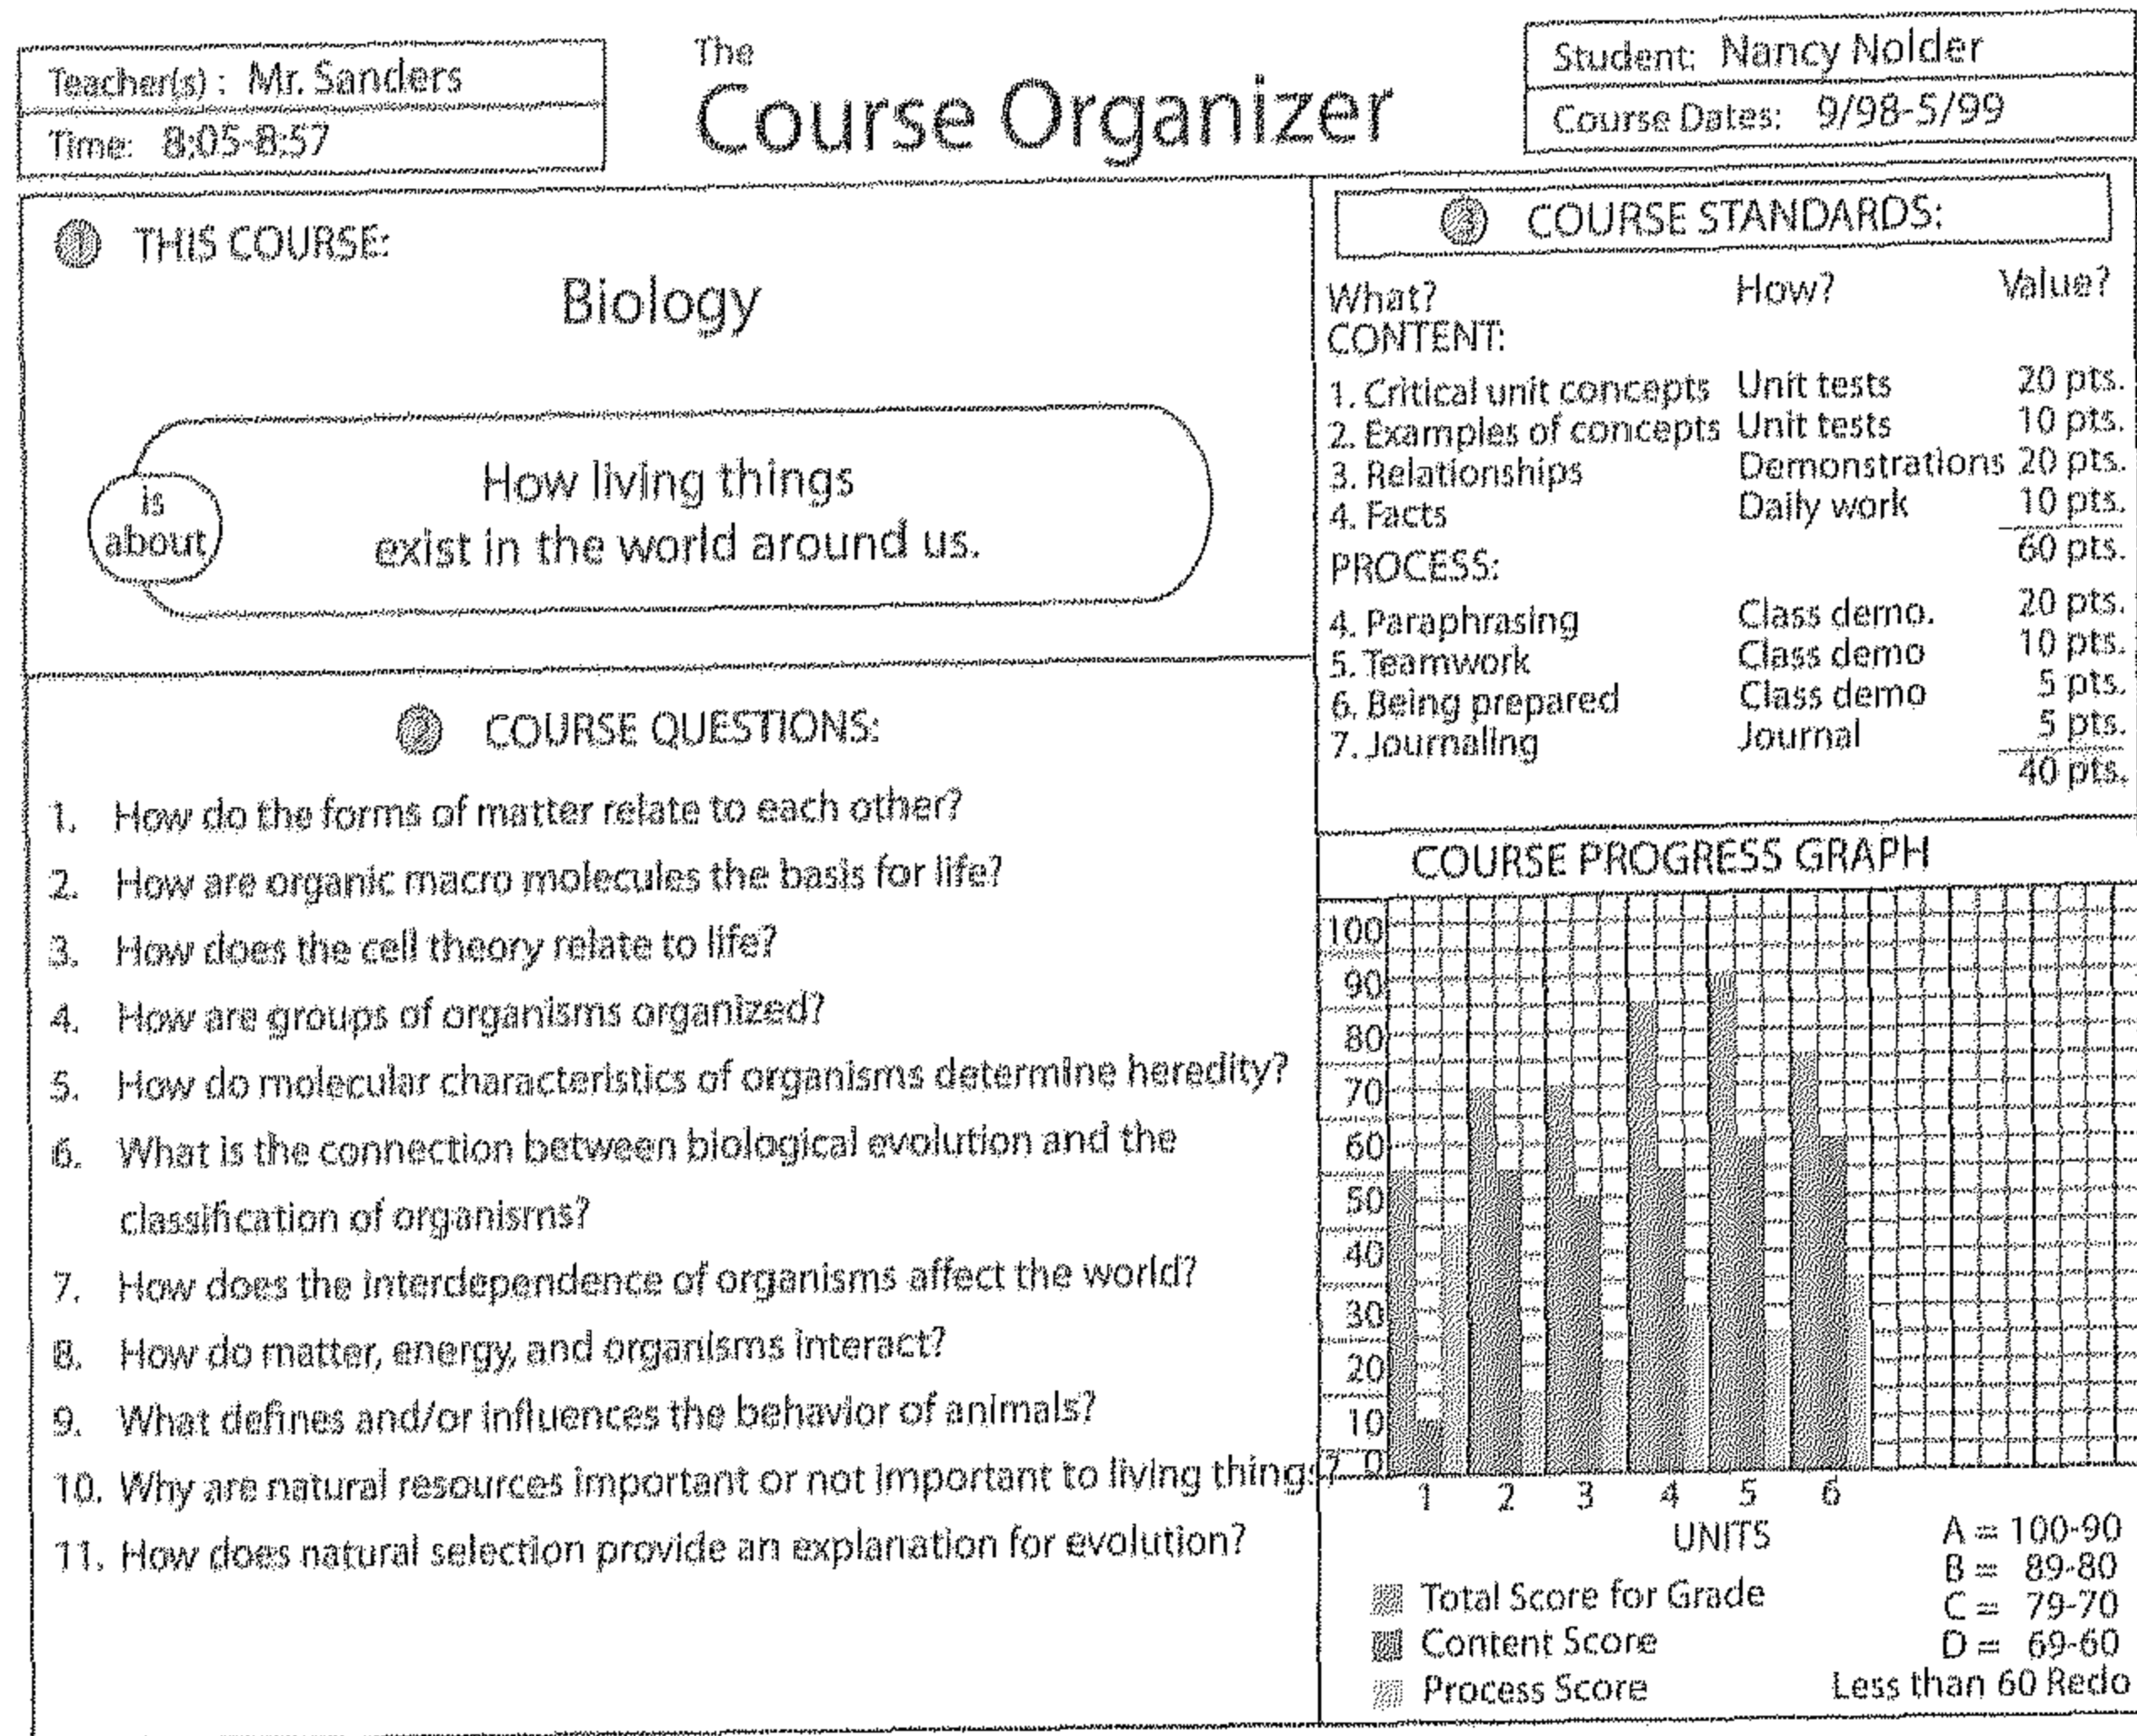 Teacher(s) : Mr. Sanders
Time: 8:05-8:57
The
Course Organizer
Student: Nancy Nolder
Course Dates: 9/98-5/99
1 THIS COURSE:
Biology
is
about
How living things
exist in the world around us.
2 COURSE QUESTIONS:
1. How do the forms of matter relate to each other?
2. How are organic macro molecules the basis for life?
3. How does the cell theory relate to life?
4. How are groups of organisms organized?
5. How do molecular characteristics of organisms determine heredity?
6. What is the connection between biological evolution and the
classification of organisms?
7. How does the interdependence of organisms affect the world?
8. How do matter, energy, and organisms interact?
9. What defines and/or influences the behavior of animals?
10. Why are natural resources important or not important to living things?
11. How does natural selection provide an explanation for evolution?
COURSE STANDARDS:
What? How? Value?
CONTENT:
1. Critical unit concepts Unit tests 20 pts.
2. Examples of concepts Unit tests 10 pts.
3. Relationships Demonstrations 20 pts.
4. Facts Daily work 10 pts.
60 pts.
PROCESS:
4. Paraphrasing Class demo. 20 pts.
5. Teamwork Class demo 10 pts.
6. Being prepared Class demo 5 pts.
7. Journaling Journal 5 pts.
40 pts.
COURSE PROGRESS GRAPH
100
90
80
70
60
50
40
30
20
10
0
1 2 3 4 5 6
UNITS
Total Score for Grade
Content Score
Process Score
A = 100-90
B = 89-80
C = 79-70
D = 69-60
Less than 60 Redo